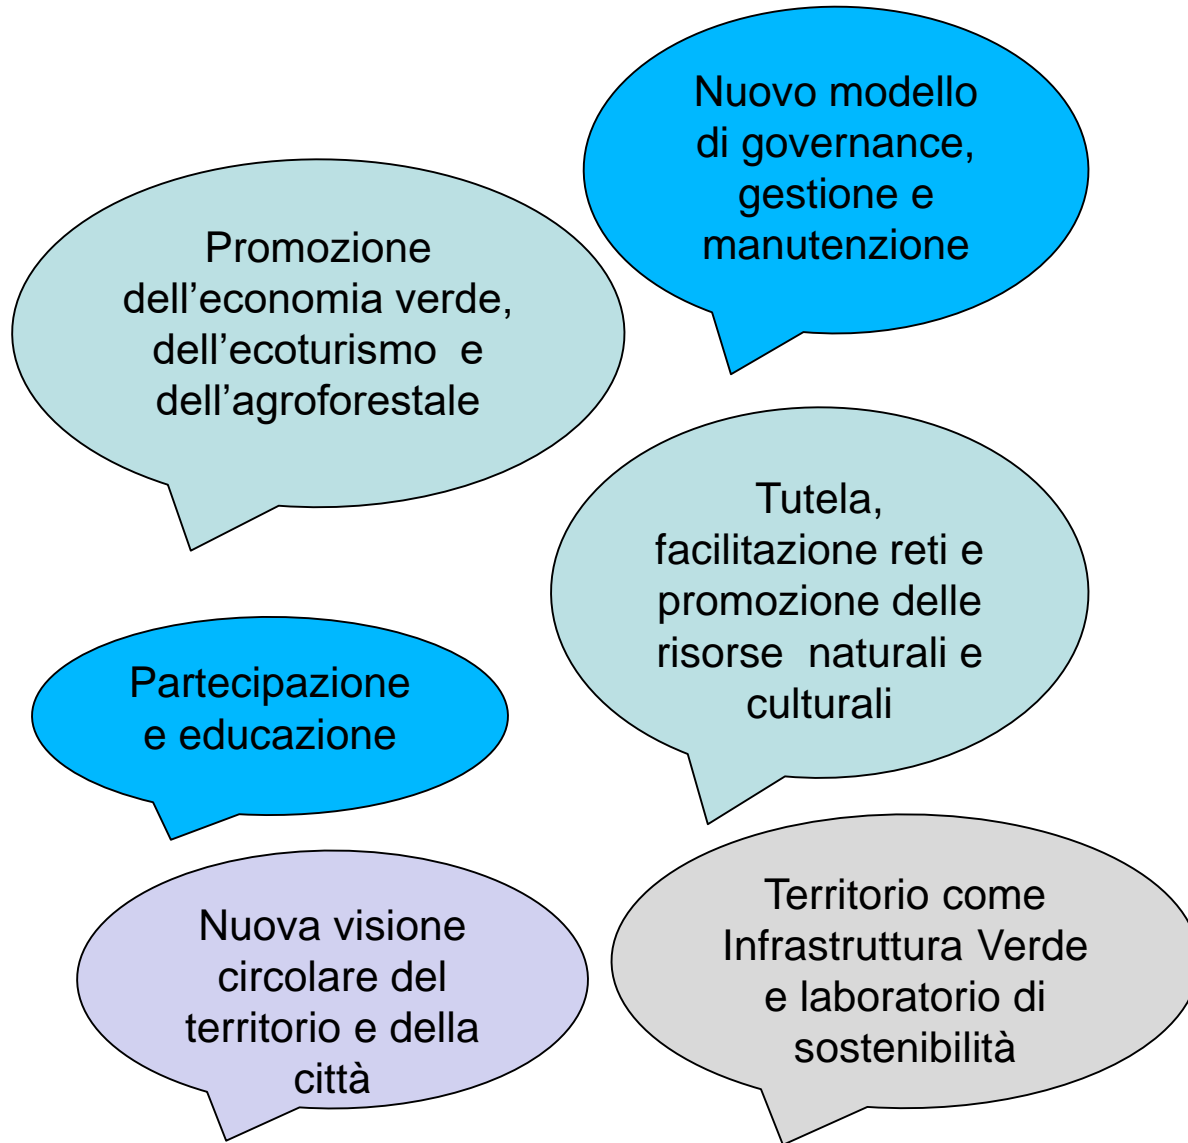 Nuovo modello
di governance,
gestione e
manutenzione
Promozione
dell’economia verde,
dell’ecoturismo  e
dell’agroforestale
Tutela,
facilitazione reti e
promozione delle
risorse  naturali e
culturali
Partecipazione
e educazione
Nuova visione
circolare del
territorio e della
città
Territorio come
Infrastruttura Verde
e laboratorio di
sostenibilità